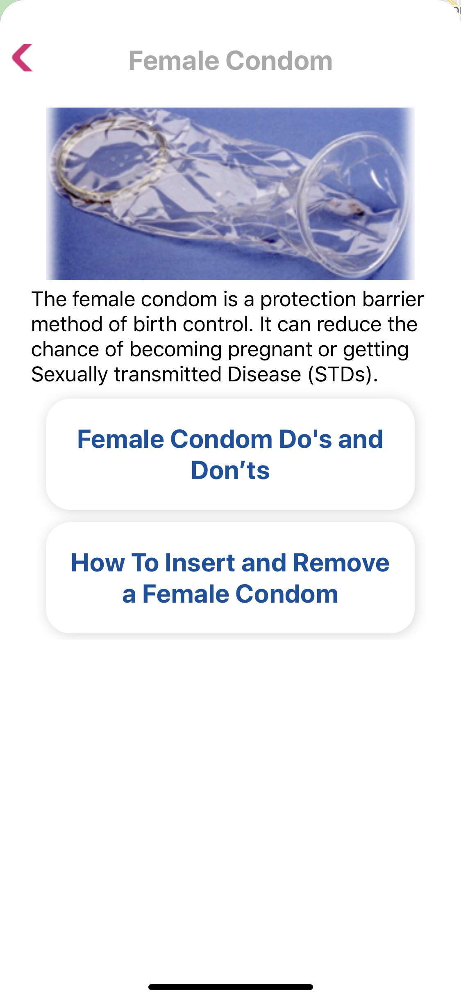 Female Condom
The female condom is a protection barrier
method of birth control. It can reduce the
chance of becoming pregnant or getting
Sexually transmitted Disease (STDs).
Female Condom Do's and
Don’ts
How To Insert and Remove
a Female Condom